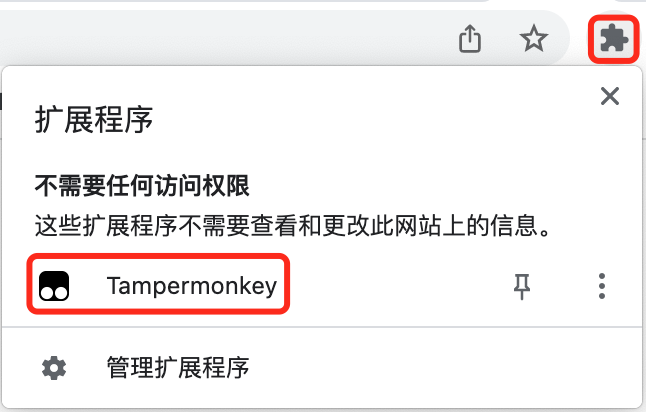 扩展程序
不需要任何访问权限
这些扩展程序不需要查看和更改此网站上的信息。
Tampermonkey
管理扩展程序